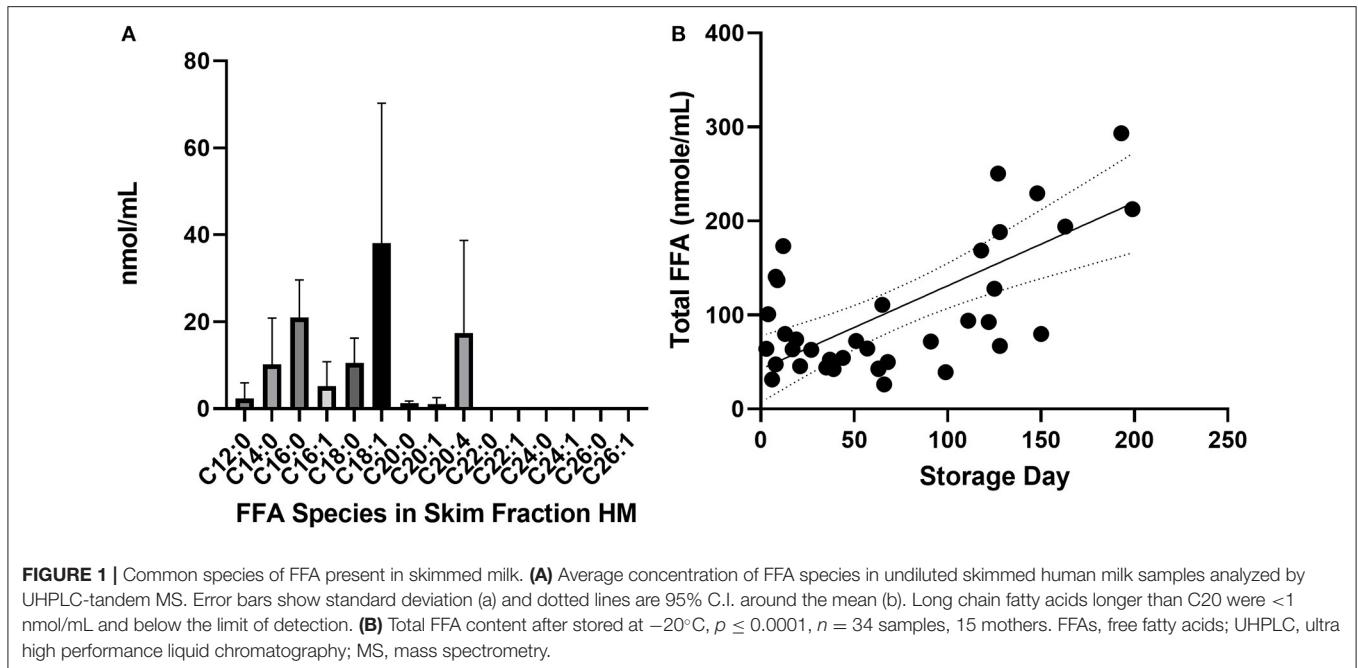 A
80
60
40
20
0
nmol/mL
C12:0
C14:0
C16:0
C16:1
C18:0
C18:1
C20:0
C20:1
C20:4
C22:0
C22:1
C24:0
C24:1
C26:0
C26:1
FFA Species in Skim Fraction HM
B
400
300
200
100
0
Total FFA (nmole/mL)
0 50 100 150 200 250
Storage Day
FIGURE 1 | Common species of FFA present in skimmed milk. (A) Average concentration of FFA species in undiluted skimmed human milk samples analyzed by
UHPLC-tandem MS. Error bars show standard deviation (a) and dotted lines are 95% C.I. around the mean (b). Long chain fatty acids longer than C20 were <1
nmol/mL and below the limit of detection. (B) Total FFA content after stored at −20°C, p ≤ 0.0001, n = 34 samples, 15 mothers. FFAs, free fatty acids; UHPLC, ultra
high performance liquid chromatography; MS, mass spectrometry.